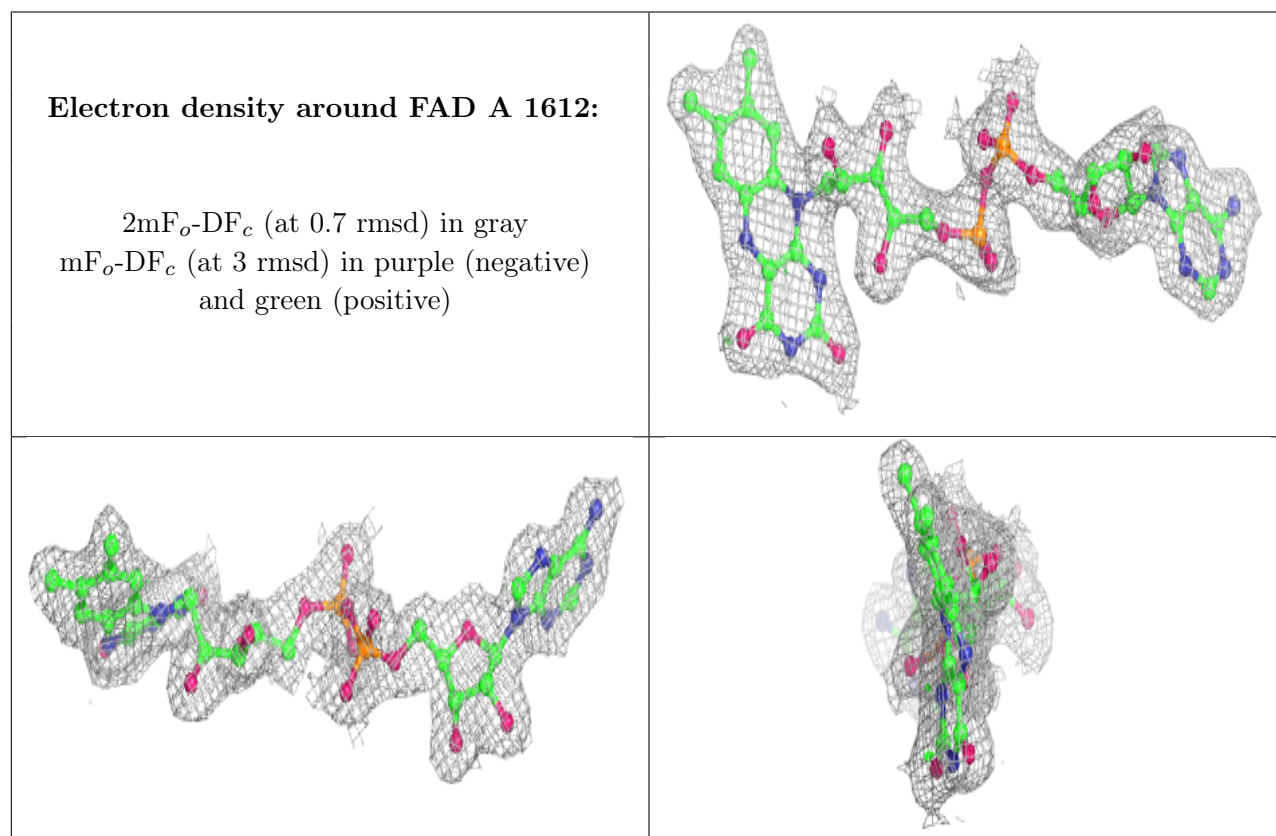 Electron density around FAD A 1612:
2mFo-DFc (at 0.7 rmsd) in gray
mFo-DFc (at 3 rmsd) in purple (negative)
and green (positive)